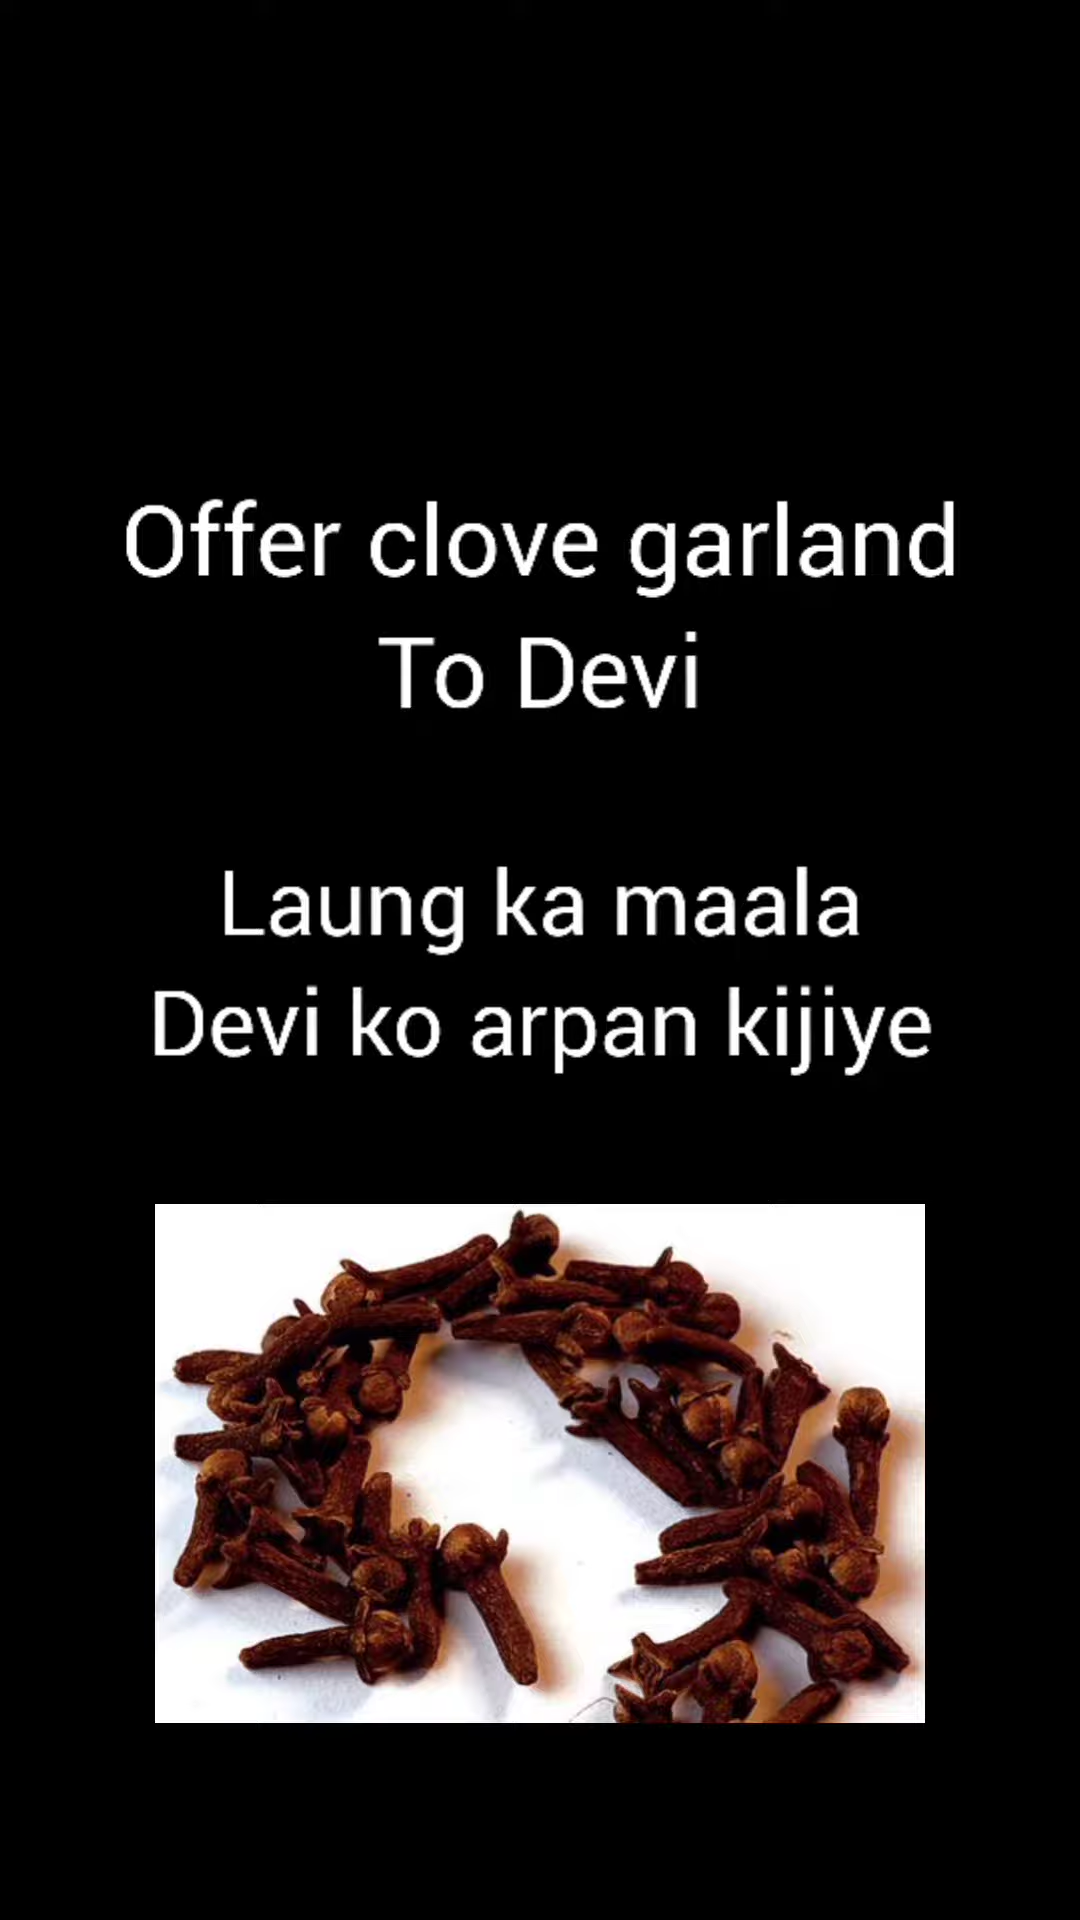 Offer clove garland
To Devi
Laung ka maala
Devi ko arpan kijiye